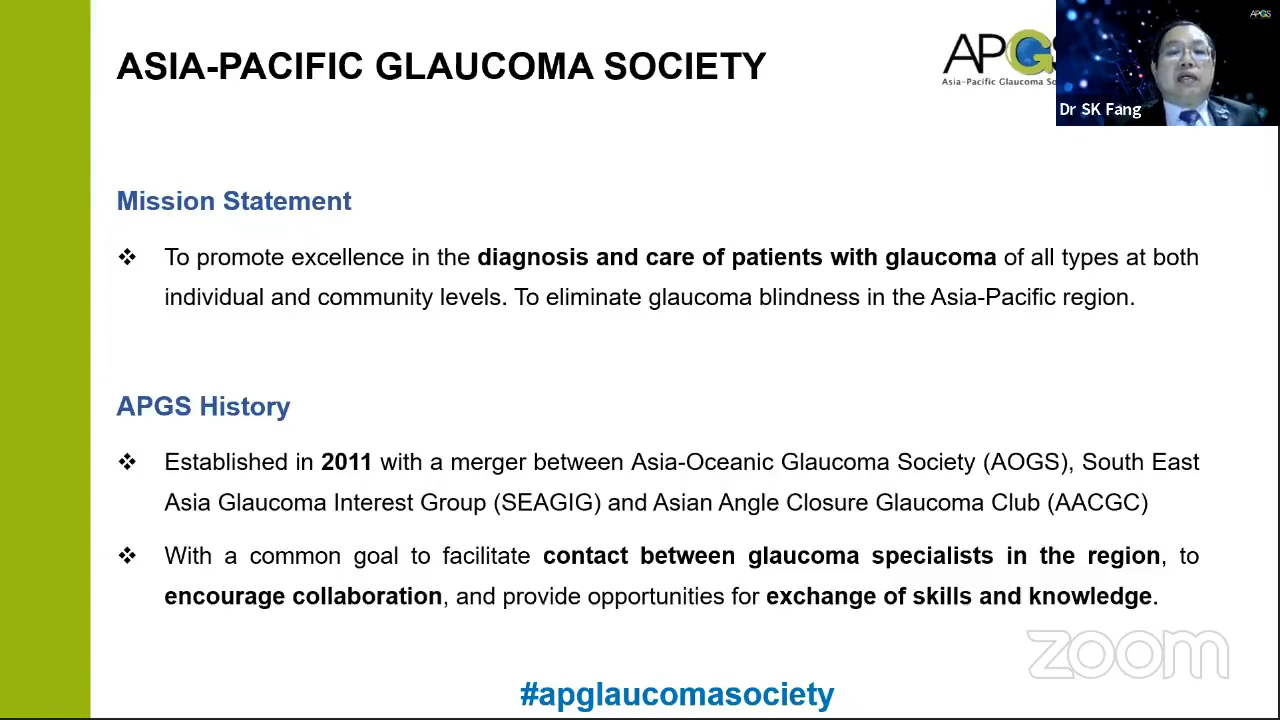 ASIA-PACIFIC GLAUCOMA SOCIETY
APGS
Asia-Pacific Glaucoma
APGS
Dr SK Fang
Mission Statement
❖ To promote excellence in the diagnosis and care of patients with glaucoma of all types at both
individual and community levels. To eliminate glaucoma blindness in the Asia-Pacific region.
APGS History
❖ Established in 2011 with a merger between Asia-Oceanic Glaucoma Society (AOGS), South East
Asia Glaucoma Interest Group (SEAGIG) and Asian Angle Closure Glaucoma Club (AACGC)
❖ With a common goal to facilitate contact between glaucoma specialists in the region, to
encourage collaboration, and provide opportunities for exchange of skills and knowledge.
zoom
#apglaucomasociety